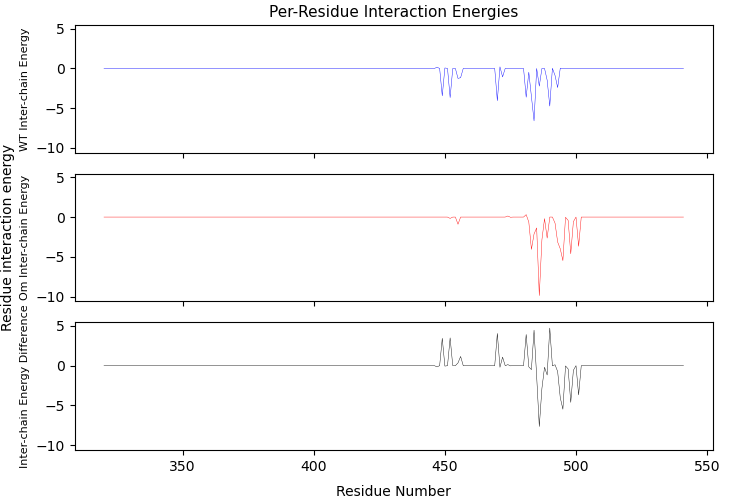 Per-Residue Interaction Energies
Residue interaction energy
WT Inter-chain Energy
5
0
−5
−10
Om Inter-chain Energy
5
0
−5
−10
Inter-chain Energy Difference
5
0
−5
−10
350
400
450
500
550
Residue Number